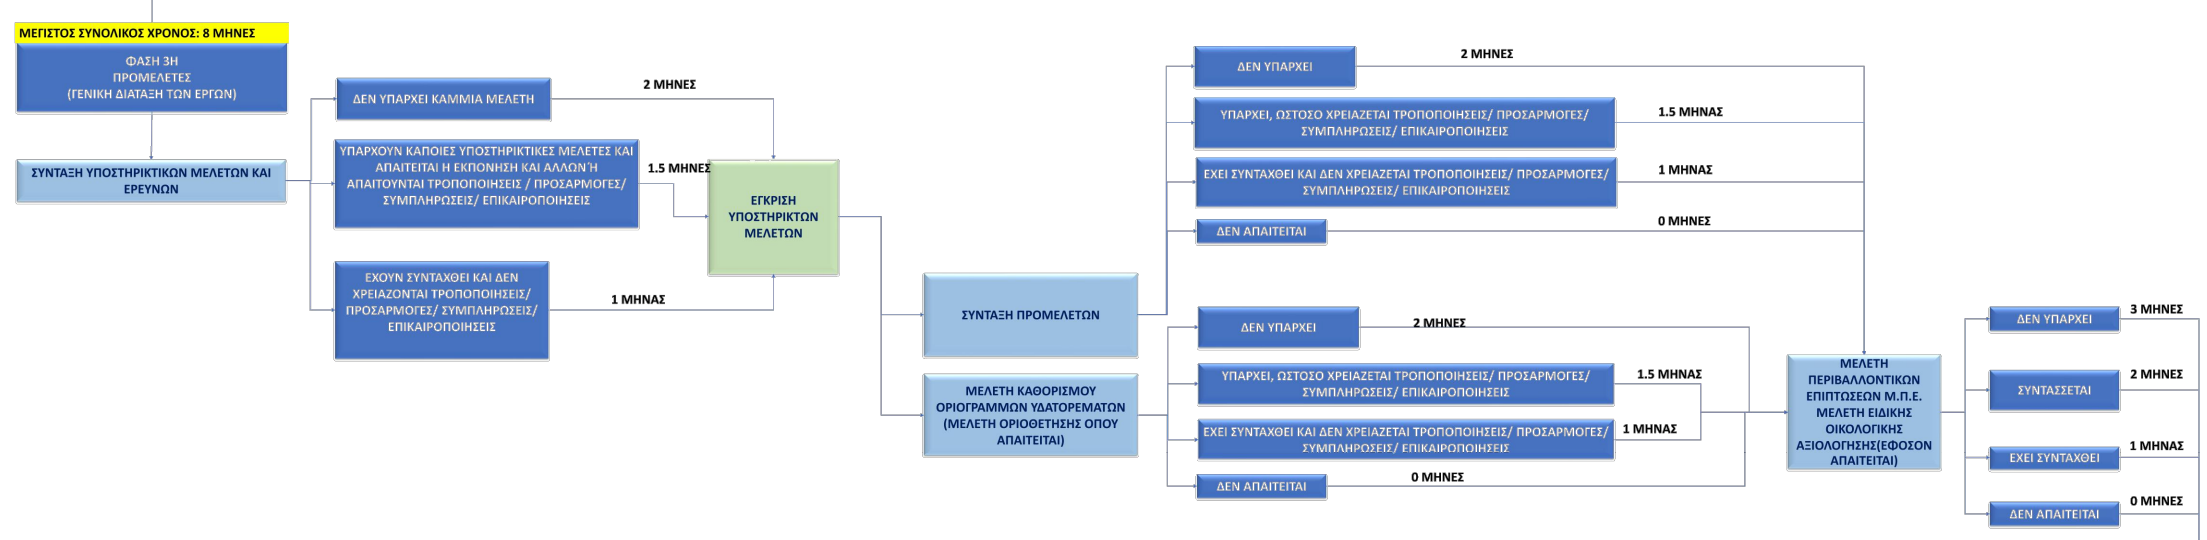 ΜΕΓΙΣΤΟΣ ΣΥΝΟΛΙΚΟΣ ΧΡΟΝΟΣ: 8 ΜΗΝΕΣ
ΦΑΣΗ 3Η
ΠΡΟΜΕΛΕΤΕΣ
(ΓΕΝΙΚΗ ΔΙΑΤΑΞΗ ΤΩΝ ΕΡΓΩΝ)
ΣΥΝΤΑΞΗ ΥΠΟΣΤΗΡΙΚΤΙΚΩΝ ΜΕΛΕΤΩΝ ΚΑΙ
ΕΡΕΥΝΩΝ
ΔΕΝ ΥΠΑΡΧΕΙ ΚΑΜΜΙΑ ΜΕΛΕΤΗ
2 ΜΗΝΕΣ
ΥΠΑΡΧΟΥΝ ΚΑΠΟΙΕΣ ΥΠΟΣΤΗΡΙΚΤΙΚΕΣ ΜΕΛΕΤΕΣ ΚΑΙ
ΑΠΑΙΤΕΙΤΑΙ Η ΕΚΠΟΝΗΣΗ ΚΑΙ ΑΛΛΩΝ Ή
ΑΠΑΙΤΟΥΝΤΑΙ ΤΡΟΠΟΠΟΙΗΣΕΙΣ / ΠΡΟΣΑΡΜΟΓΕΣ/
ΣΥΜΠΛΗΡΩΣΕΙΣ/ ΕΠΙΚΑΙΡΟΠΟΙΗΣΕΙΣ
1.5 ΜΗΝΕΣ
ΕΧΟΥΝ ΣΥΝΤΑΧΘΕΙ ΚΑΙ ΔΕΝ
ΧΡΕΙΑΖΟΝΤΑΙ ΤΡΟΠΟΠΟΙΗΣΕΙΣ/
ΠΡΟΣΑΡΜΟΓΕΣ/ ΣΥΜΠΛΗΡΩΣΕΙΣ/
ΕΠΙΚΑΙΡΟΠΟΙΗΣΕΙΣ
1 ΜΗΝΑΣ
ΕΓΚΡΙΣΗ
ΥΠΟΣΤΗΡΙΚΤΩΝ
ΜΕΛΕΤΩΝ
ΣΥΝΤΑΞΗ ΠΡΟΜΕΛΕΤΩΝ
ΔΕΝ ΥΠΑΡΧΕΙ
2 ΜΗΝΕΣ
ΥΠΑΡΧΕΙ, ΩΣΤΟΣΟ ΧΡΕΙΑΖΕΤΑΙ ΤΡΟΠΟΠΟΙΗΣΕΙΣ/ ΠΡΟΣΑΡΜΟΓΕΣ/
ΣΥΜΠΛΗΡΩΣΕΙΣ/ ΕΠΙΚΑΙΡΟΠΟΙΗΣΕΙΣ
1.5 ΜΗΝΑΣ
ΕΧΕΙ ΣΥΝΤΑΧΘΕΙ ΚΑΙ ΔΕΝ ΧΡΕΙΑΖΕΤΑΙ ΤΡΟΠΟΠΟΙΗΣΕΙΣ/ ΠΡΟΣΑΡΜΟΓΕΣ/
ΣΥΜΠΛΗΡΩΣΕΙΣ/ ΕΠΙΚΑΙΡΟΠΟΙΗΣΕΙΣ
1 ΜΗΝΑΣ
ΔΕΝ ΑΠΑΙΤΕΙΤΑΙ
0 ΜΗΝΕΣ
ΜΕΛΕΤΗ ΚΑΘΟΡΙΣΜΟΥ
ΟΡΙΟΓΡΑΜΜΩΝ ΥΔΑΤΟΡΕΜΑΤΩΝ
(ΜΕΛΕΤΗ ΟΡΙΟΘΕΤΗΣΗΣ ΟΠΟΥ
ΑΠΑΙΤΕΙΤΑΙ)
ΔΕΝ ΥΠΑΡΧΕΙ
2 ΜΗΝΕΣ
ΥΠΑΡΧΕΙ, ΩΣΤΟΣΟ ΧΡΕΙΑΖΕΤΑΙ ΤΡΟΠΟΠΟΙΗΣΕΙΣ/ ΠΡΟΣΑΡΜΟΓΕΣ/
ΣΥΜΠΛΗΡΩΣΕΙΣ/ ΕΠΙΚΑΙΡΟΠΟΙΗΣΕΙΣ
1.5 ΜΗΝΑΣ
ΕΧΕΙ ΣΥΝΤΑΧΘΕΙ ΚΑΙ ΔΕΝ ΧΡΕΙΑΖΕΤΑΙ ΤΡΟΠΟΠΟΙΗΣΕΙΣ/ ΠΡΟΣΑΡΜΟΓΕΣ/
ΣΥΜΠΛΗΡΩΣΕΙΣ/ ΕΠΙΚΑΙΡΟΠΟΙΗΣΕΙΣ
1 ΜΗΝΑΣ
ΔΕΝ ΑΠΑΙΤΕΙΤΑΙ
0 ΜΗΝΕΣ
ΜΕΛΕΤΗ
ΠΕΡΙΒΑΛΛΟΝΤΙΚΩΝ
ΕΠΙΠΤΩΣΕΩΝ Μ.Π.Ε.
ΜΕΛΕΤΗ ΕΙΔΙΚΗΣ
ΟΙΚΟΛΟΓΙΚΗΣ
ΑΞΙΟΛΟΓΗΣΗΣ(ΕΦΟΣΟΝ
ΑΠΑΙΤΕΙΤΑΙ)
ΔΕΝ ΥΠΑΡΧΕΙ
3 ΜΗΝΕΣ
ΣΥΝΤΑΣΣΕΤΑΙ
2 ΜΗΝΕΣ
ΕΧΕΙ ΣΥΝΤΑΧΘΕΙ
1 ΜΗΝΑΣ
ΔΕΝ ΑΠΑΙΤΕΙΤΑΙ
0 ΜΗΝΕΣ